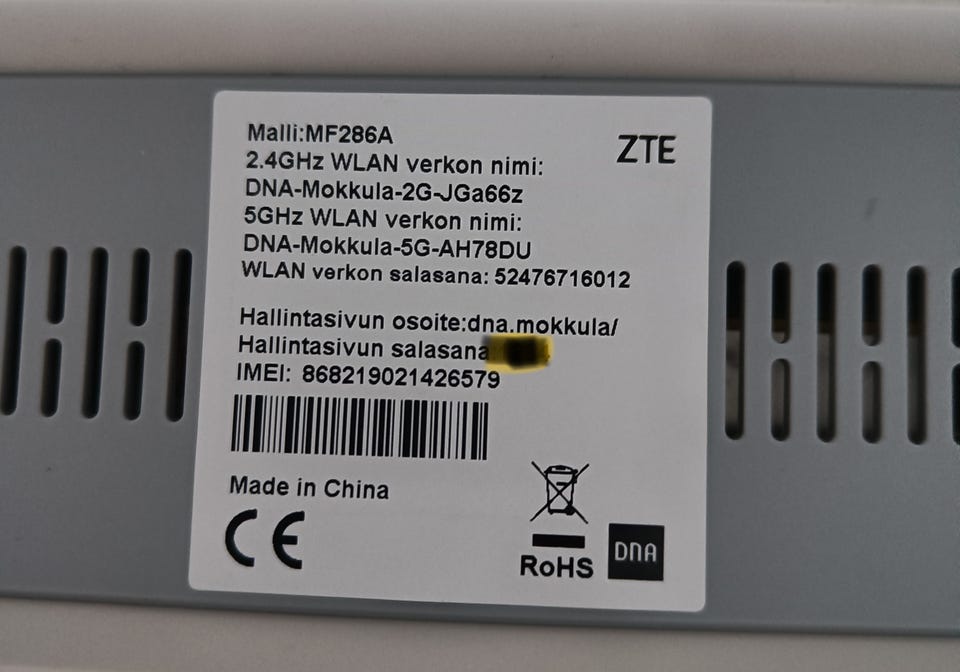 Malli:MF286A
ZTE
2.4GHz WLAN verkon nimi:
DNA-Mokkula-2G-JGa66z
5GHz WLAN verkon nimi:
DNA-Mokkula-5G-AH78DU
WLAN verkon salasana: 52476716012
Hallintasivun osoite:dna.mokkula/
Hallintasivun salasana
IMEI: 868219021426579
Made in China
CE
RoHS
DNA